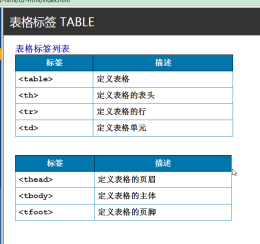 表格标签 TABLE
表格标签列表
标签 描述
<table> 定义表格
<th> 定义表格的表头
<tr> 定义表格的行
<td> 定义表格单元
标签 描述
<thead> 定义表格的页眉
<tbody> 定义表格的主体
<tfoot> 定义表格的页脚